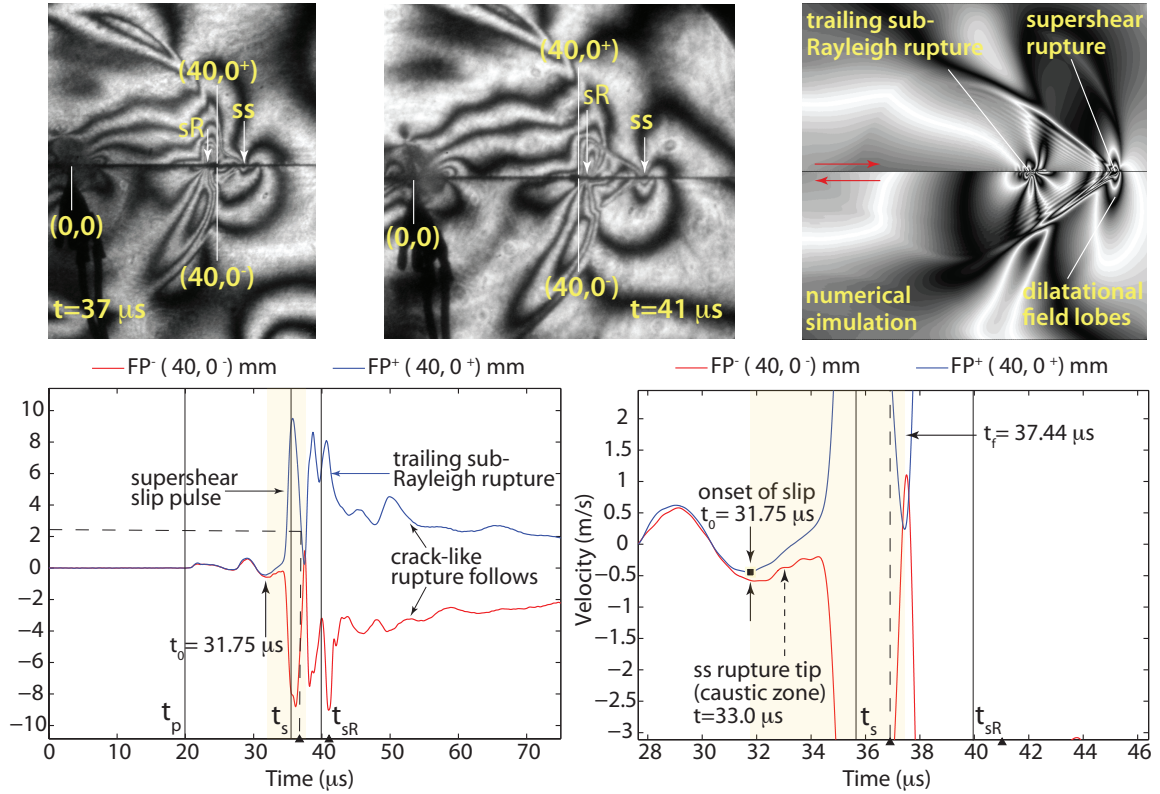 (40,0⁺)
sR
ss
(0,0)
(40,0⁻)
t=37 μs
(40,0⁺)
sR
ss
(0,0)
(40,0⁻)
t=41 μs
trailing sub-
Rayleigh rupture
supershear
rupture
numerical
simulation
dilatational
field lobes
FP⁻ (40, 0⁻) mm
FP⁺ (40, 0⁺) mm
10
8
6
4
2
0
−2
−4
−6
−8
−10
supershear
slip pulse
trailing sub-
Rayleigh rupture
crack-like
rupture follows
t₀= 31.75 μs
tₚ
tₛ
t_sR
0
10
20
30
40
50
60
70
Time (μs)
FP⁻ (40, 0⁻) mm
FP⁺ (40, 0⁺) mm
Velocity (m/s)
2
1.5
1
0.5
0
−0.5
−1
−1.5
−2
−2.5
−3
t_f= 37.44 μs
onset of slip
t₀= 31.75 μs
ss rupture tip
(caustic zone)
t=33.0 μs
tₛ
t_sR
28
30
32
34
36
38
40
42
44
46
Time (μs)